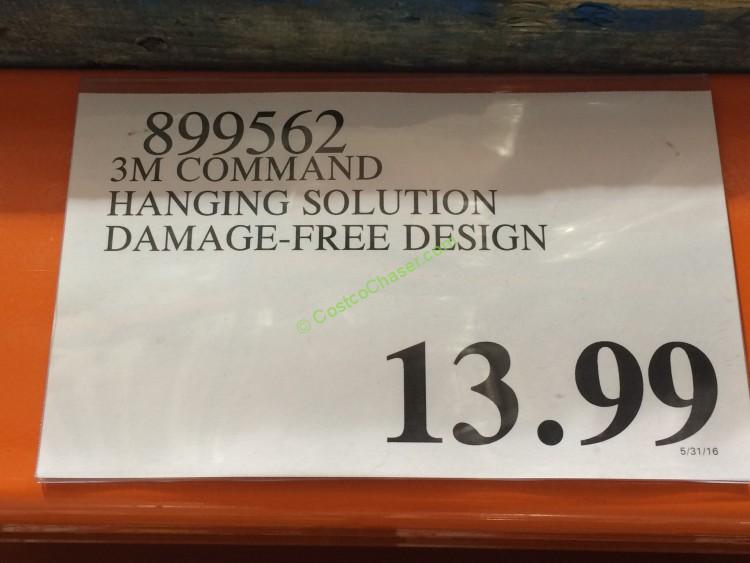 899562
3M COMMAND
HANGING SOLUTION
DAMAGE-FREE DESIGN
© CostcoChaser.com
13.99
5/31/16